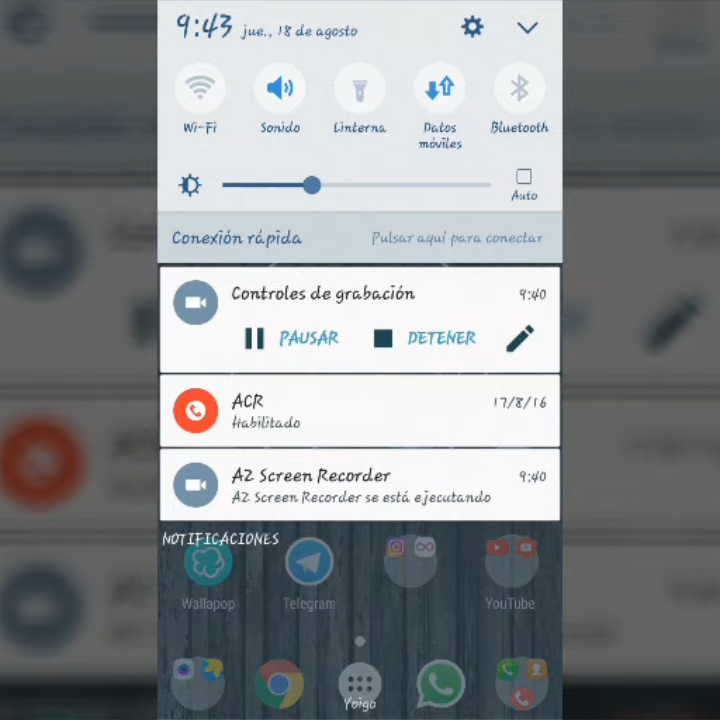 9:43 jue., 18 de agosto
Wi-Fi Sonido Linterna Datos móviles Bluetooth
Auto
Conexión rápida Pulsar aquí para conectar
Controles de grabación 9:40
PAUSAR DETENER
ACR 17/8/16
Habilitado
AZ Screen Recorder 9:40
AZ Screen Recorder se está ejecutando
NOTIFICACIONES
Wallapop Telegram YouTube
Yoigo